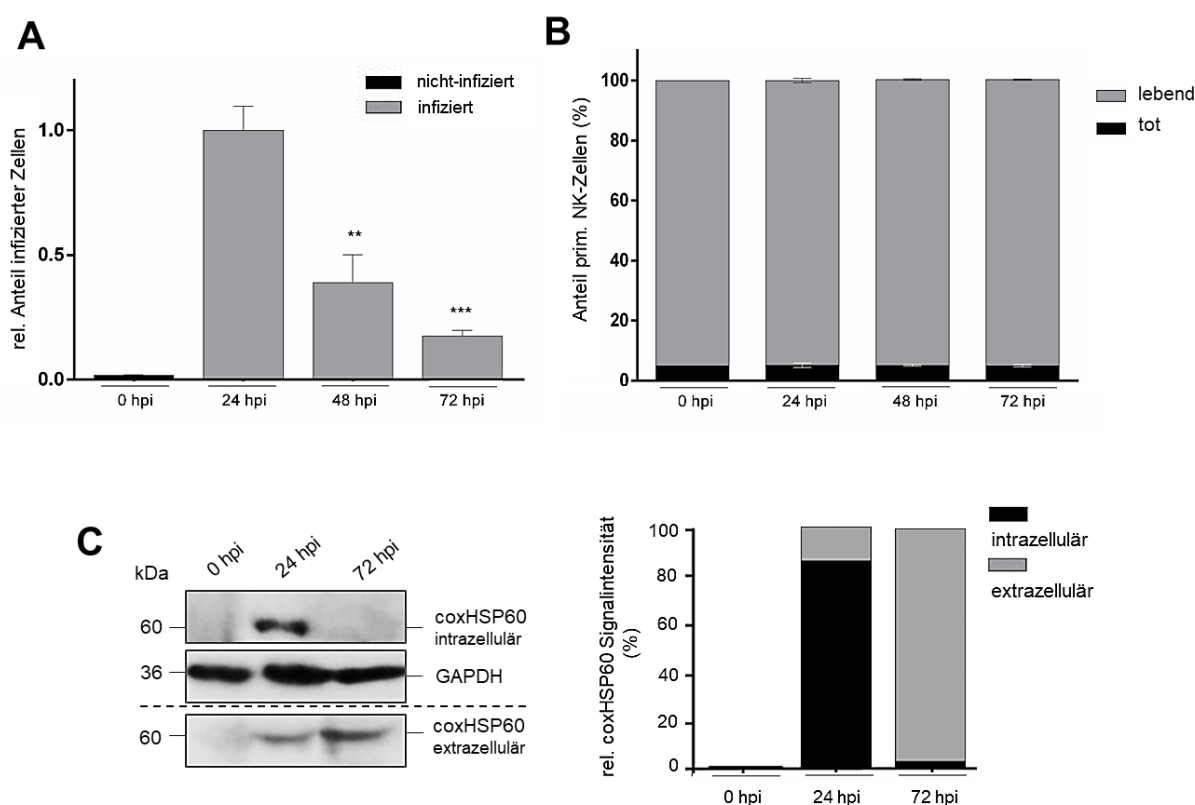 A
rel. Anteil infizierter Zellen
1.0
0.5
0.0
nicht-infiziert
infiziert
**
***
0 hpi
24 hpi
48 hpi
72 hpi
B
Anteil prim. NK-Zellen (%)
100
80
60
40
20
0
lebend
tot
0 hpi
24 hpi
48 hpi
72 hpi
C
kDa
0 hpi
24 hpi
72 hpi
60
coxHSP60
intrazellulär
36
GAPDH
60
coxHSP60
extrazellulär
rel. coxHSP60 Signalintensität
(%)
100
80
60
40
20
0
intrazellulär
extrazellulär
0 hpi
24 hpi
72 hpi